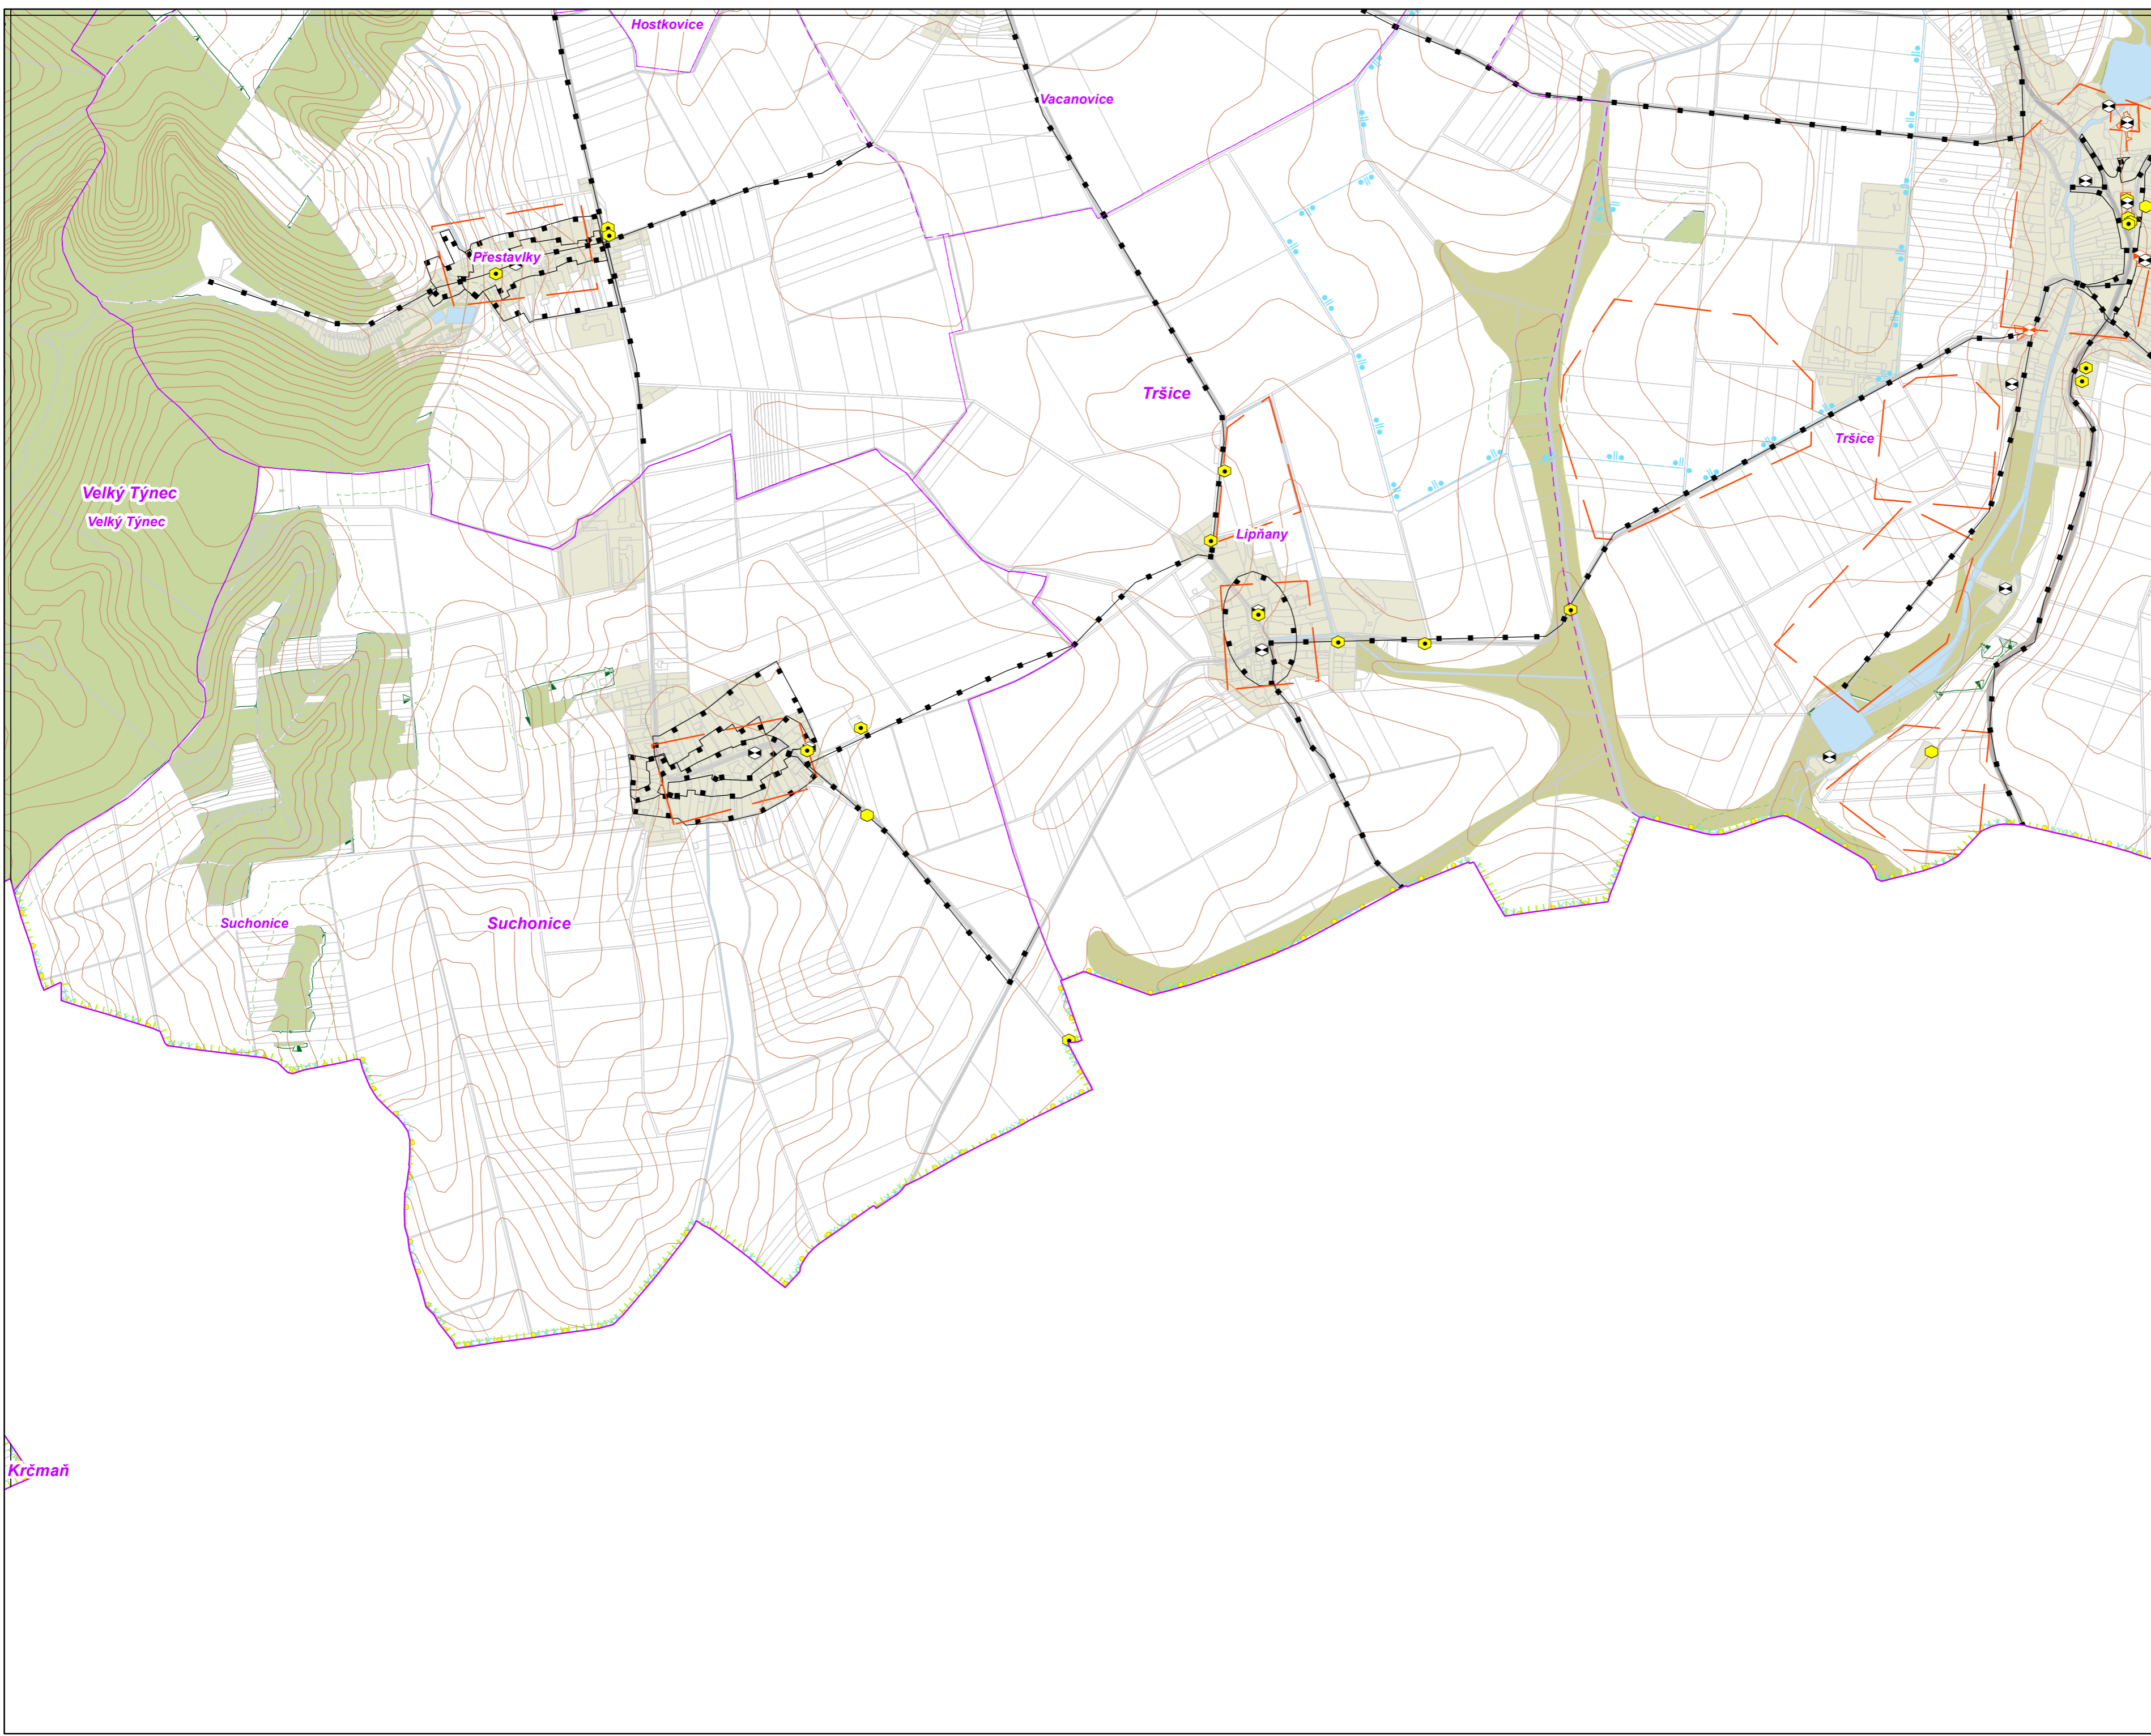 Hostkovice
Vacanovice
Přestavlky
Tršice
Tršice
Velký Týnec
Velký Týnec
Lipňany
Suchonice
Suchonice
Krčmaň